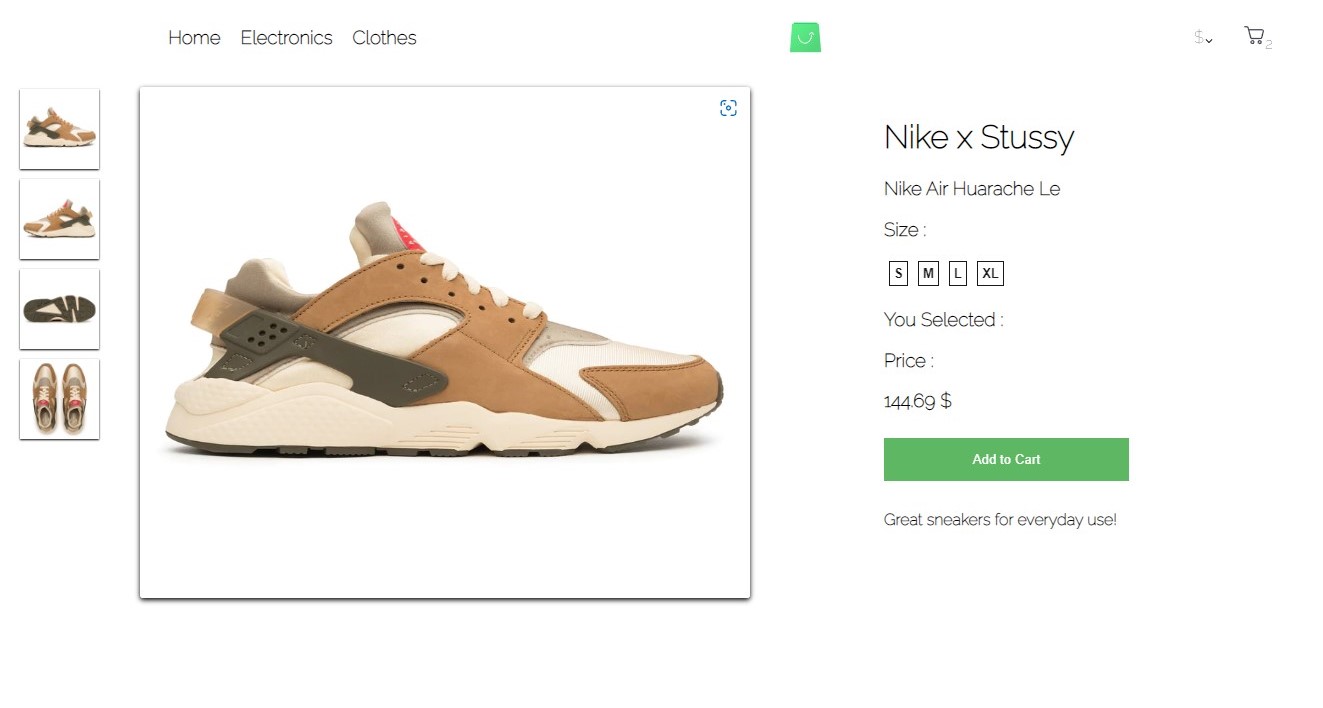 Home Electronics Clothes
$ 2
Nike x Stussy
Nike Air Huarache Le
Size :
S M L XL
You Selected :
Price :
144.69 $
Add to Cart
Great sneakers for everyday use!